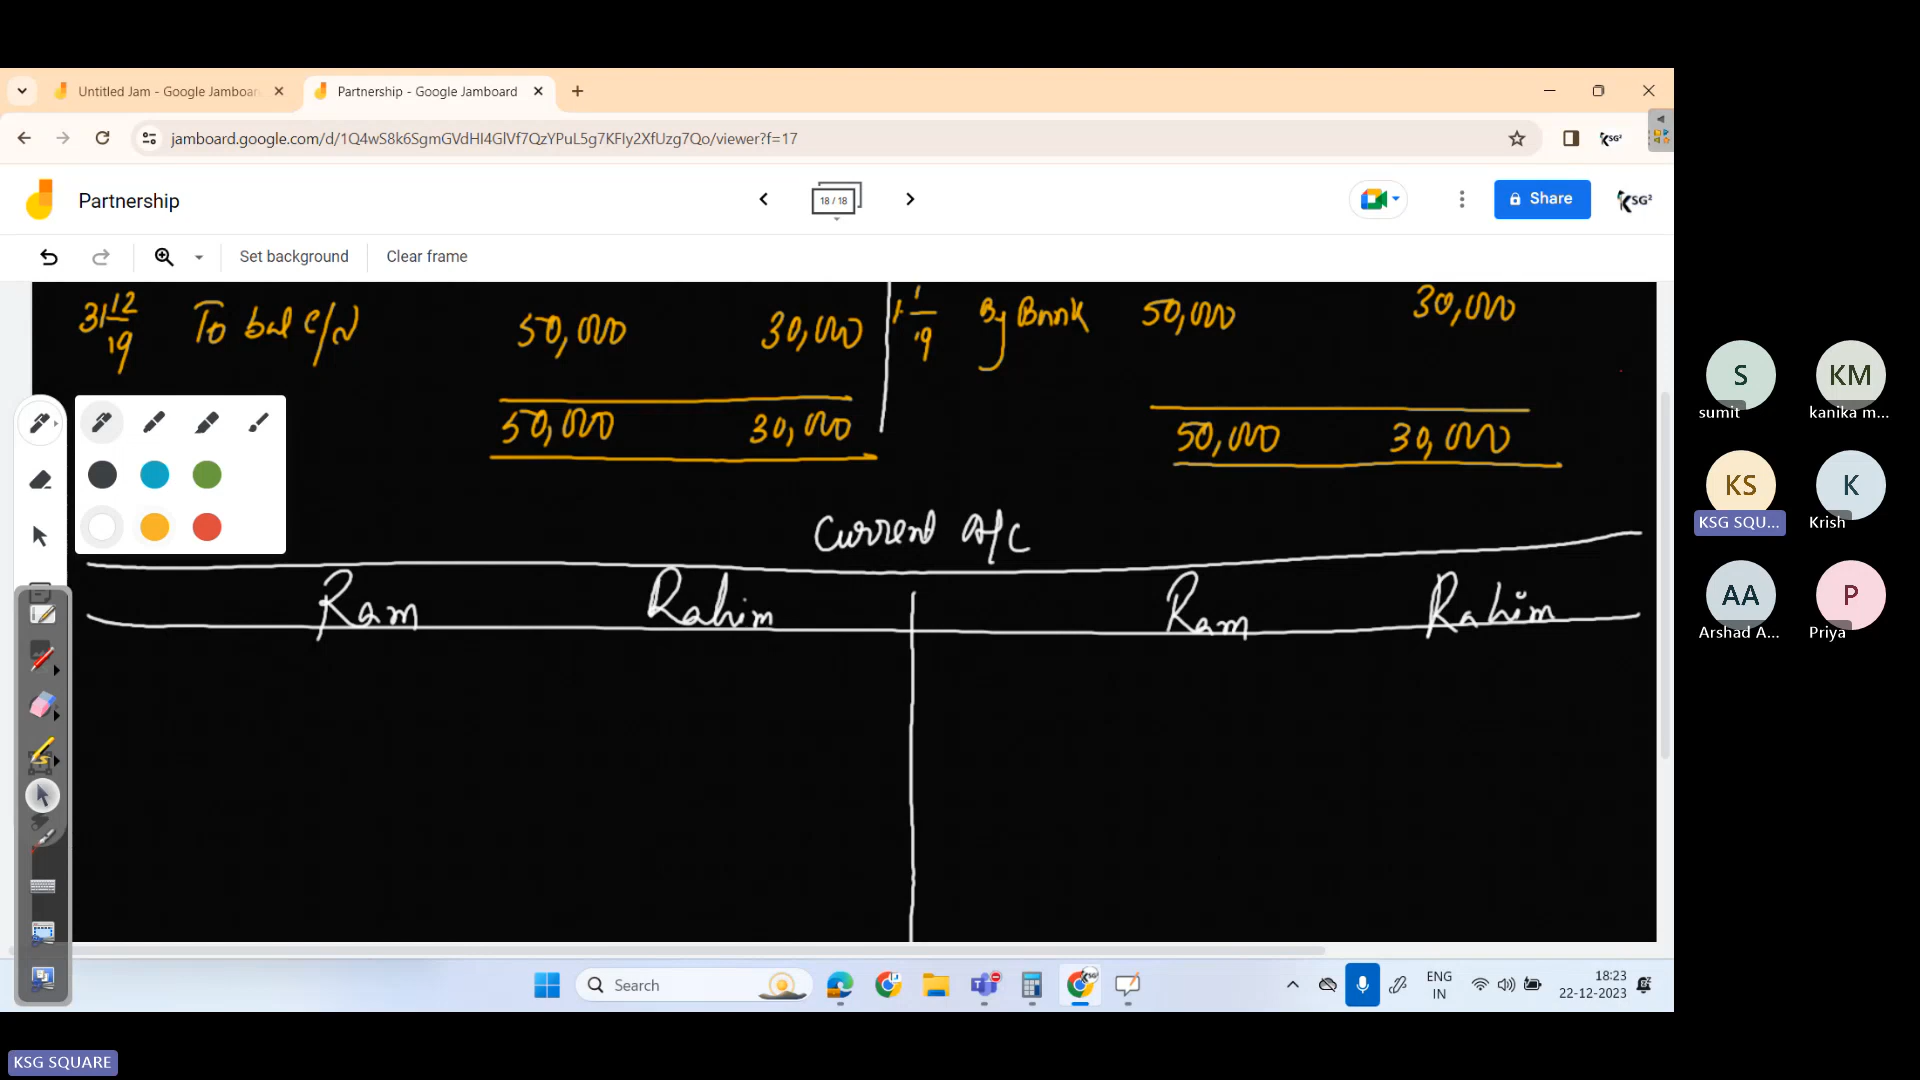 Untitled Jam - Google Jamboar
Partnership - Google Jamboard
jamboard.google.com/d/1Q4wS8k6SgmGVdHI4GlVf7QzYPuL5g7KFIy2XfUzg7Qo/viewer?f=17
KSG²
Partnership
18 / 18
Share
KSG²
Set background
Clear frame
31 12/19 To bal c/d 50,000 30,000
1 1/19 By Bank 50,000 30,000
50,000 30,000
50,000 30,000
Current A/C
Ram Rahim Ram Rahim
S
sumit
KM
kanika m...
KS
KSG SQU...
K
Krish
AA
Arshad A...
P
Priya
Search
ENG
IN
18:23
22-12-2023
KSG SQUARE